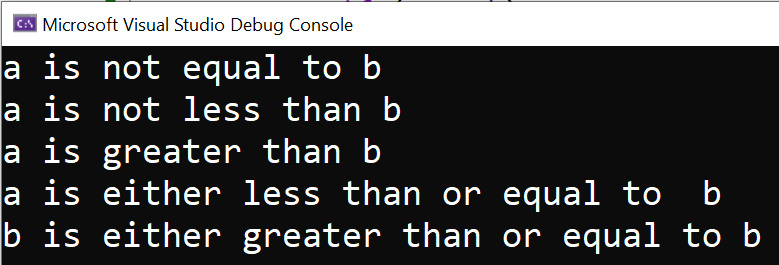 Microsoft Visual Studio Debug Console
a is not equal to b
a is not less than b
a is greater than b
a is either less than or equal to  b
b is either greater than or equal to b